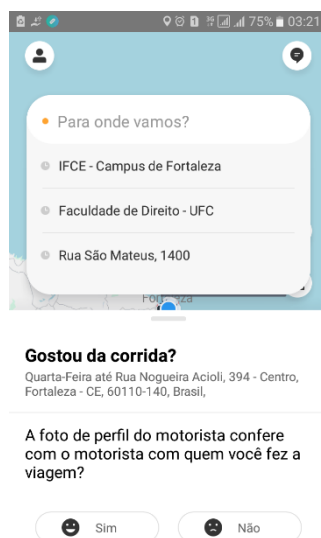 75% 03:21
Para onde vamos?
IFCE - Campus de Fortaleza
Faculdade de Direito - UFC
Rua São Mateus, 1400
Gostou da corrida?
Quarta-Feira até Rua Nogueira Acioli, 394 - Centro,
Fortaleza - CE, 60110-140, Brasil,
A foto de perfil do motorista confere
com o motorista com quem você fez a
viagem?
Sim
Não